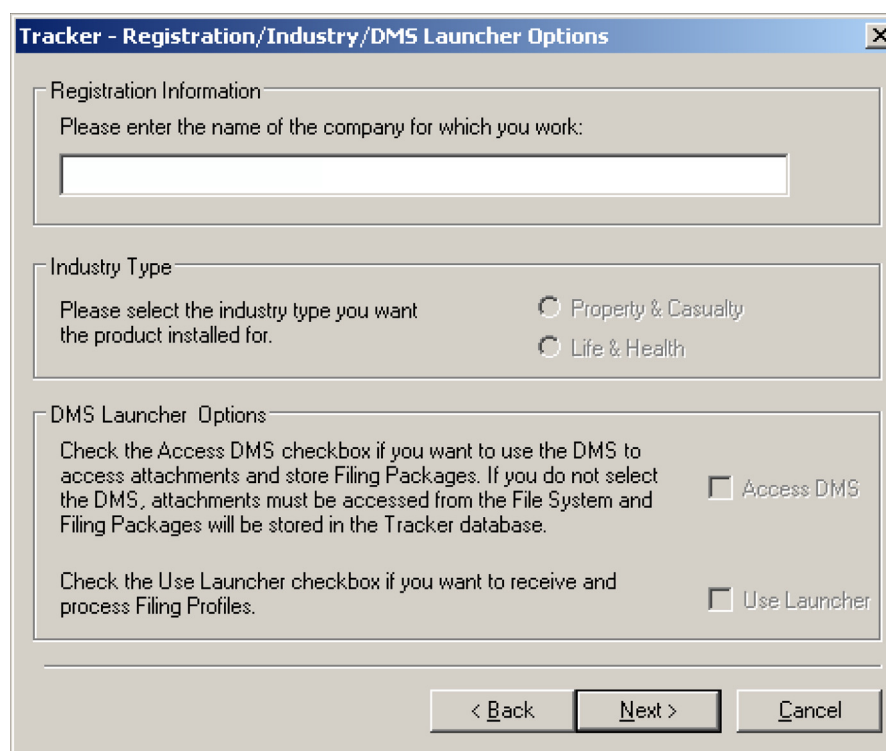 Tracker - Registration/Industry/DMS Launcher Options
Registration Information
Please enter the name of the company for which you work:
Industry Type
Please select the industry type you want
the product installed for.
Property & Casualty
Life & Health
DMS Launcher Options
Check the Access DMS checkbox if you want to use the DMS to
access attachments and store Filing Packages. If you do not select
the DMS, attachments must be accessed from the File System and
Filing Packages will be stored in the Tracker database.
Access DMS
Check the Use Launcher checkbox if you want to receive and
process Filing Profiles.
Use Launcher
< Back
Next >
Cancel